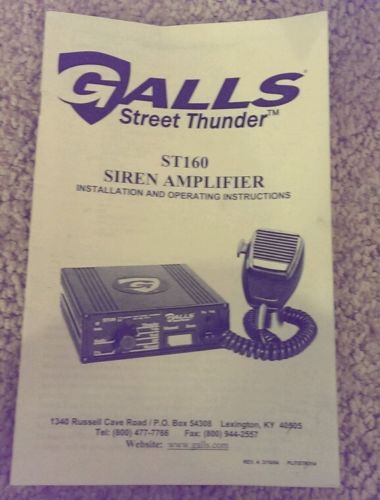 GALLS
Street Thunder™
ST160
SIREN AMPLIFIER
INSTALLATION AND OPERATING INSTRUCTIONS
GALLS
1340 Russell Cave Road / P.O. Box 54308 Lexington, KY 40505
Tel: (800) 477-7766 Fax: (800) 944-2557
Website: www.galls.com